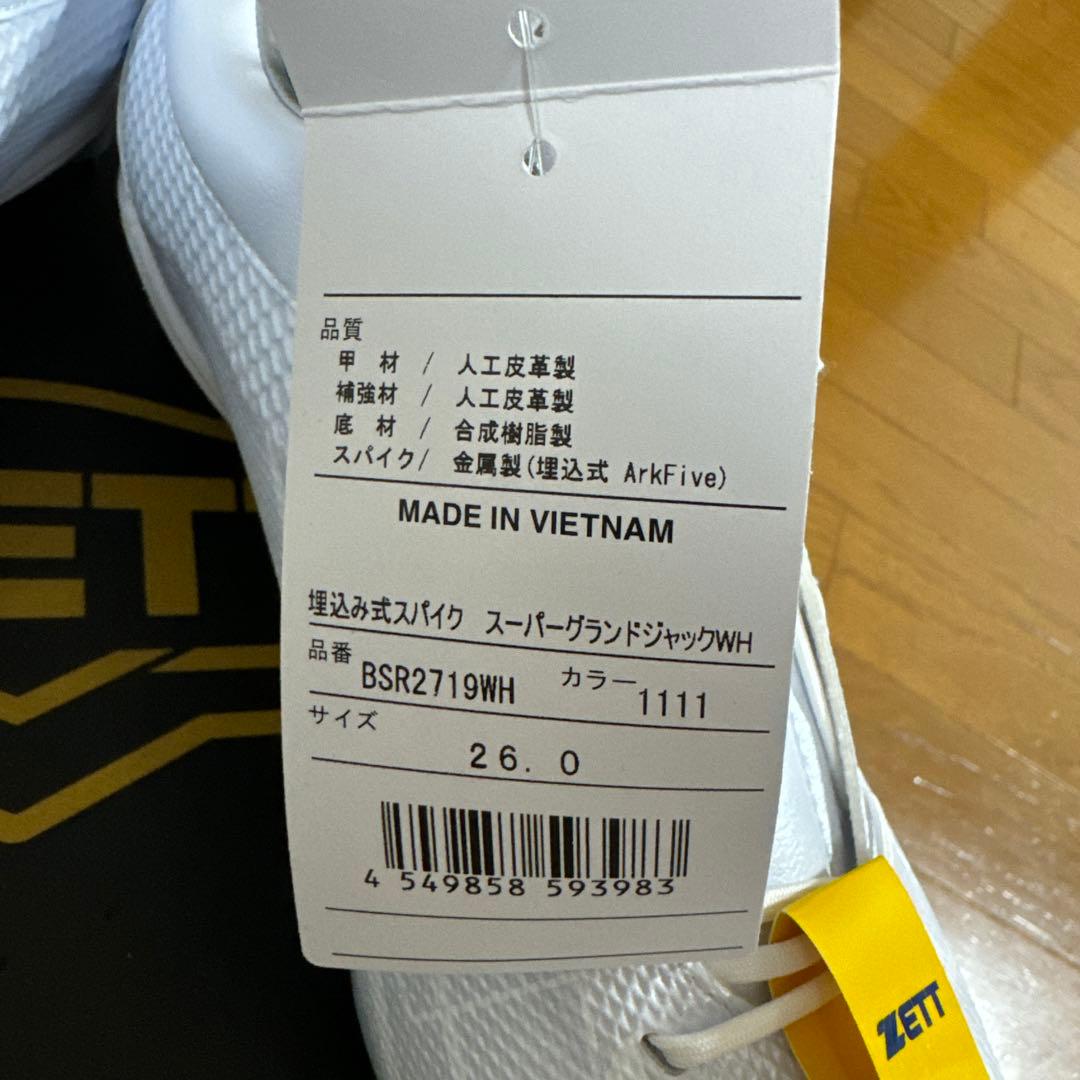 品質
甲 材 / 人工皮革製
補強材 / 人工皮革製
底 材 / 合成樹脂製
スパイク/ 金属製(埋込式 ArkFive)
MADE IN VIETNAM
埋込み式スパイク スーパーグランドジャックWH
品番 BSR2719WH カラー 1111
サイズ
26.0
4 549858 593983
ETT
ZETT